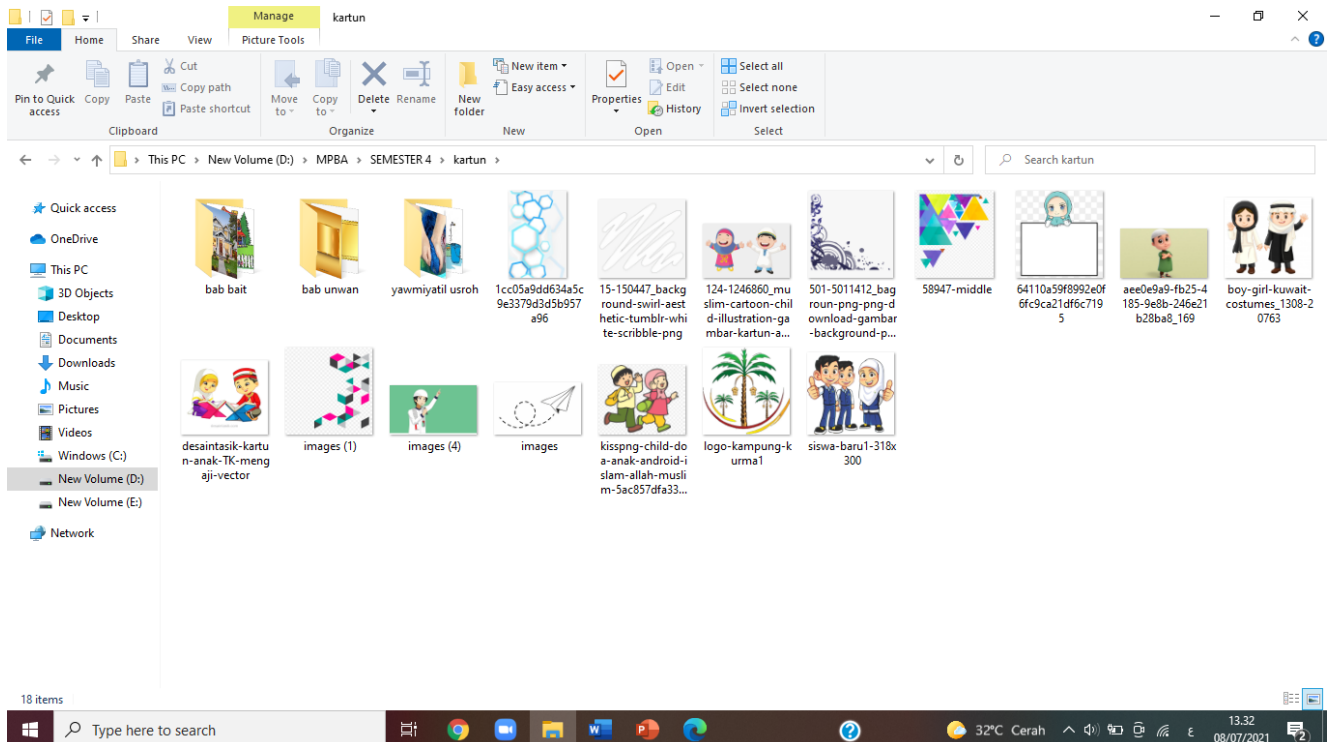 Manage
kartun
File
Home
Share
View
Picture Tools
Pin to Quick access
Copy
Paste
Cut
Copy path
Paste shortcut
Clipboard
Move to
Copy to
Delete
Rename
Organize
New folder
New item
Easy access
New
Properties
Open
Edit
History
Open
Select all
Select none
Invert selection
Select
This PC > New Volume (D:) > MPBA > SEMESTER 4 > kartun >
Search kartun
Quick access
OneDrive
This PC
3D Objects
Desktop
Documents
Downloads
Music
Pictures
Videos
Windows (C:)
New Volume (D:)
New Volume (E:)
Network
bab bait
bab unwan
yawmiyatil usroh
1cc05a9dd634a5c
9e3379d3d5b957
a96
15-150447_backg
round-swirl-aest
hetic-tumblr-whi
te-scribble-png
124-1246860_mu
slim-cartoon-chil
d-illustration-ga
mbar-kartun-a...
501-5011412_bag
roun-png-png-d
ownload-gambar
-background-p...
58947-middle
64110a59f8992e0f
6fc9ca21df6c719
5
aee0e9a9-fb25-4
185-9e8b-246e21
b28ba8_169
boy-girl-kuwait-
costumes_1308-2
0763
desaintasik-kartu
n-anak-TK-meng
aji-vector
images (1)
images (4)
images
kisspng-child-do
a-anak-android-i
slam-allah-musli
m-5ac857dfa33...
logo-kampung-k
urma1
siswa-baru1-318x
300
18 items
Type here to search
32°C Cerah
ع
13.32
08/07/2021
2